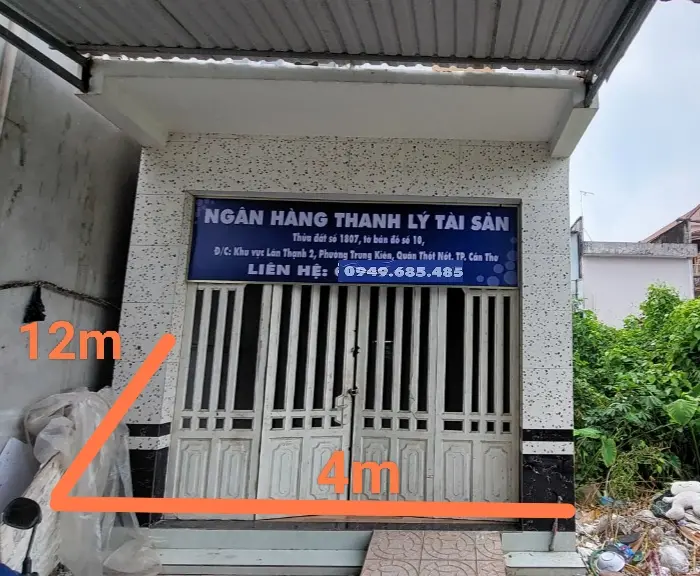 NGÂN HÀNG THANH LÝ TÀI SẢN
Thửa đất số 1807, tờ bản đồ số 10,
Đ/C: Khu vực Lân Thạnh 2, Phường Trung Kiên, Quận Thốt Nốt. TP. Cần Thơ
LIÊN HỆ: 0949.685.485
12m
4m